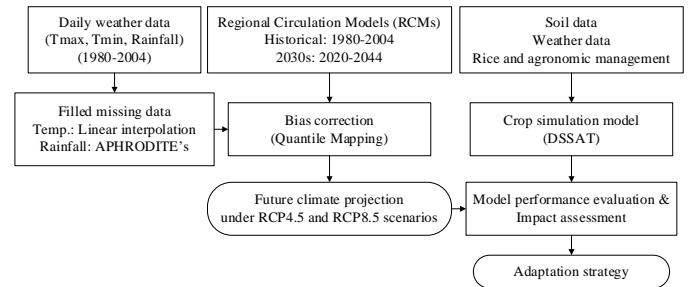 Daily weather data
(Tmax, Tmin, Rainfall)
(1980-2004)
Regional Circulation Models (RCMs)
Historical: 1980-2004
2030s: 2020-2044
Soil data
Weather data
Rice and agronomic management
Filled missing data
Temp.: Linear interpolation
Rainfall: APHRODITE’s
Bias correction
(Quantile Mapping)
Crop simulation model
(DSSAT)
Future climate projection
under RCP4.5 and RCP8.5 scenarios
Model performance evaluation &
Impact assessment
Adaptation strategy